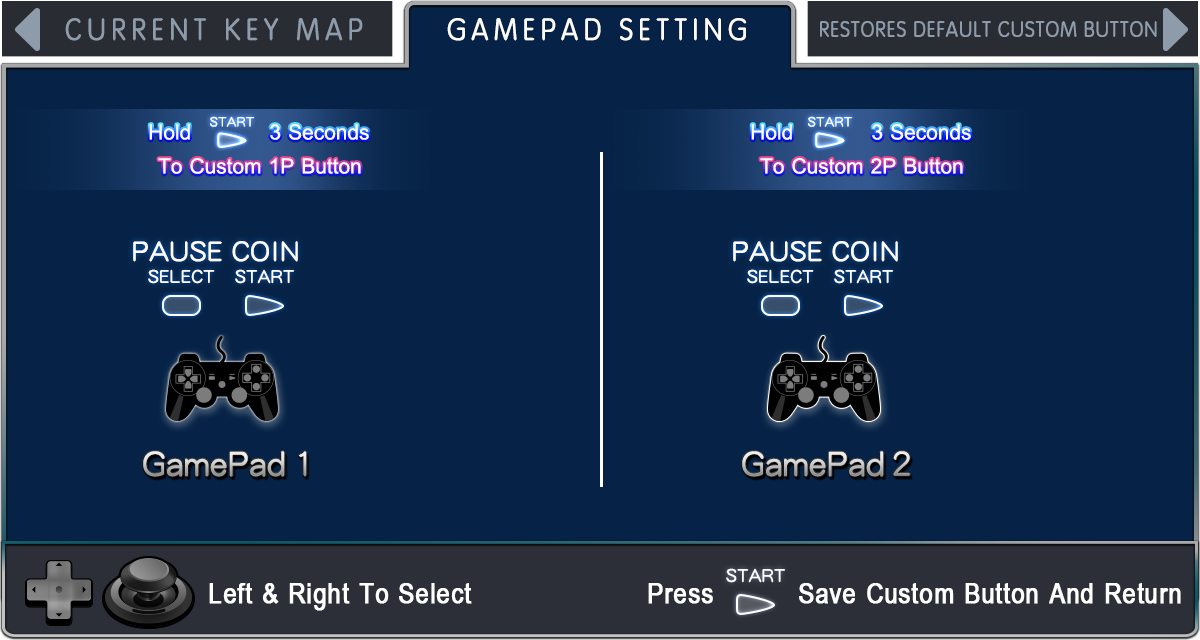 CURRENT KEY MAP
GAMEPAD SETTING
RESTORES DEFAULT CUSTOM BUTTON
Hold START 3 Seconds
To Custom 1P Button
PAUSE COIN
SELECT START
GamePad 1
Hold START 3 Seconds
To Custom 2P Button
PAUSE COIN
SELECT START
GamePad 2
Left & Right To Select
Press START Save Custom Button And Return